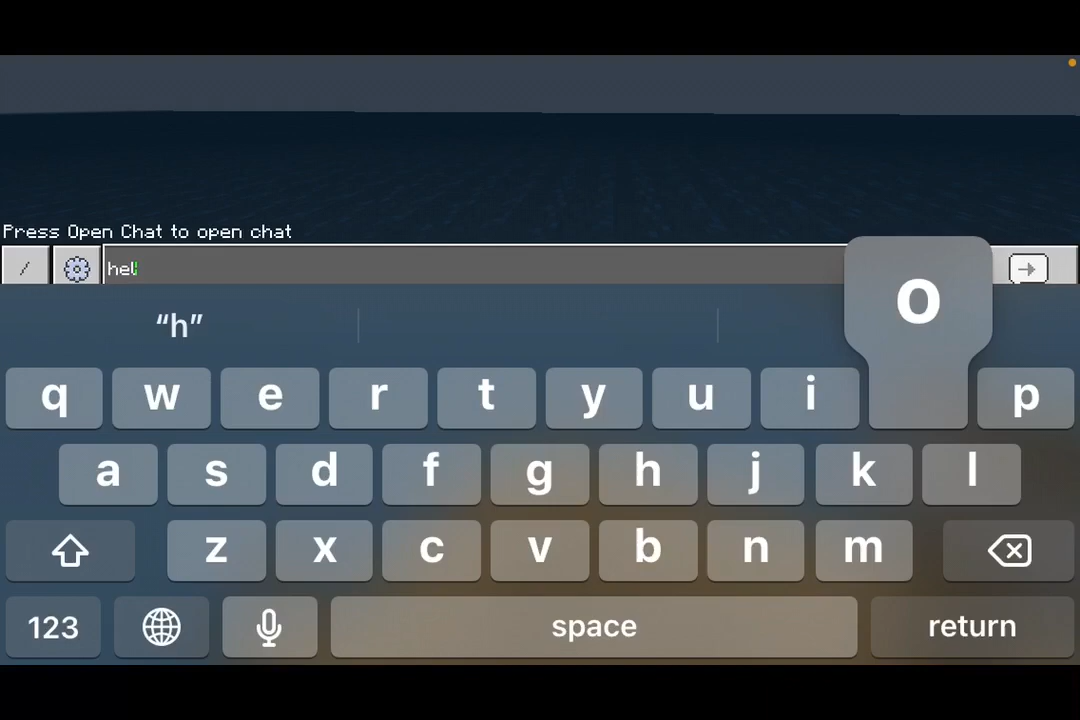 Press Open Chat to open chat
/ hel
“h”
o
q w e r t y u i p
a s d f g h j k l
z x c v b n m
123 space return